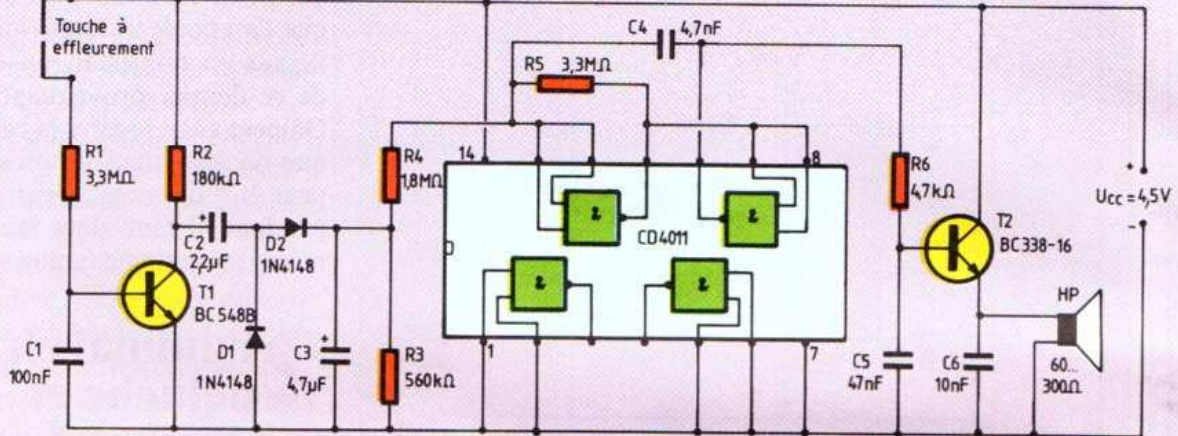 Touche à
effleurement
R1
3,3MΩ
R2
180kΩ
C2
2,2µF
D2
1N4148
T1
BC548B
C1
100nF
D1
1N4148
C3
4,7µF
R4
1,8MΩ
R3
560kΩ
C4
4,7nF
R5
3,3MΩ
14
8
&
&
CD4011
&
&
1
7
R6
4,7kΩ
T2
BC338-16
C5
47nF
C6
10nF
HP
60...
300Ω
+
Ucc = 4,5V
-